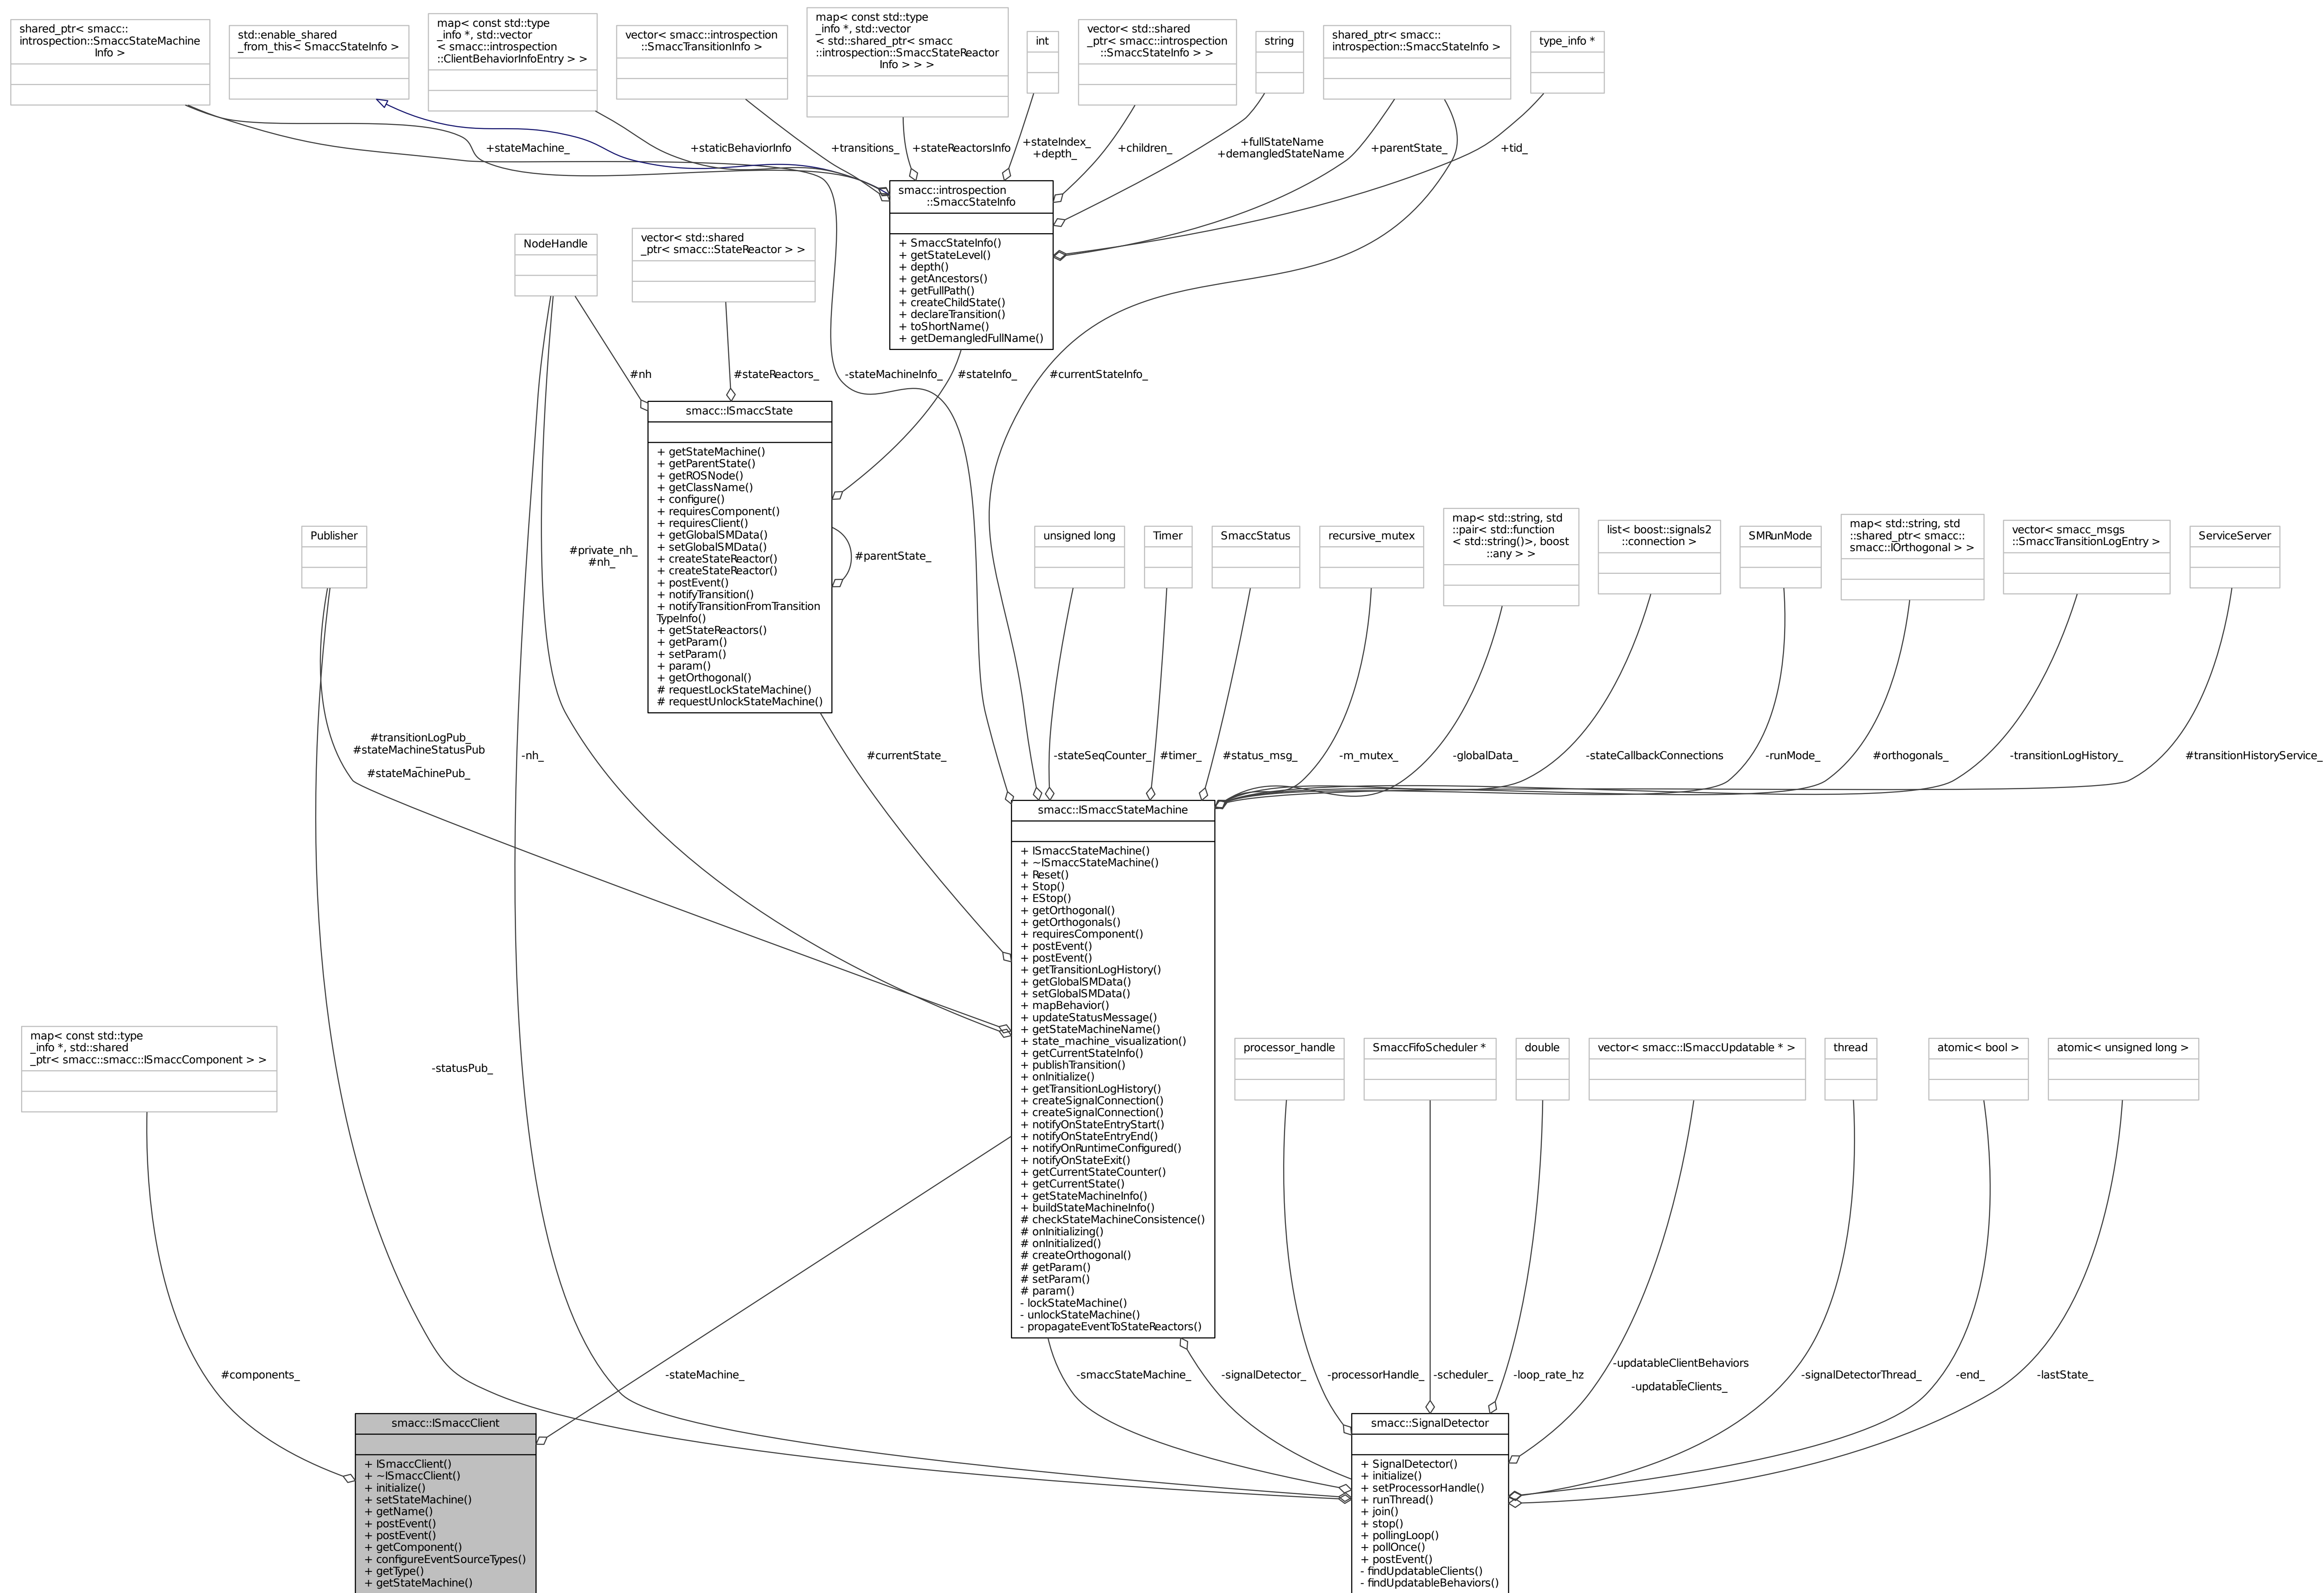 shared_ptr< smacc::
introspection::SmaccStateMachine
Info >
std::enable_shared
_from_this< SmaccStateInfo >
map< const std::type
_info *, std::vector
< smacc::introspection
::ClientBehaviorInfoEntry > >
vector< smacc::introspection
::SmaccTransitionInfo >
map< const std::type
_info *, std::vector
< std::shared_ptr< smacc
::introspection::SmaccStateReactor
Info > > >
int
vector< std::shared
_ptr< smacc::introspection
::SmaccStateInfo > >
string
shared_ptr< smacc::
introspection::SmaccStateInfo >
type_info *
+stateMachine_
+staticBehaviorInfo
+transitions_
+stateReactorsInfo
+stateIndex_
+depth_
+children_
+fullStateName
+demangledStateName
+parentState_
+tid_
smacc::introspection
::SmaccStateInfo
+ SmaccStateInfo()
+ getStateLevel()
+ depth()
+ getAncestors()
+ getFullPath()
+ createChildState()
+ declareTransition()
+ toShortName()
+ getDemangledFullName()
NodeHandle
vector< std::shared
_ptr< smacc::StateReactor > >
#nh
#stateReactors_
-stateMachineInfo_
#stateInfo_
#currentStateInfo_
smacc::ISmaccState
+ getStateMachine()
+ getParentState()
+ getROSNode()
+ getClassName()
+ configure()
+ requiresComponent()
+ requiresClient()
+ getGlobalSMData()
+ setGlobalSMData()
+ createStateReactor()
+ createStateReactor()
+ postEvent()
+ notifyTransition()
+ notifyTransitionFromTransition
TypeInfo()
+ getStateReactors()
+ getParam()
+ setParam()
+ param()
+ getOrthogonal()
# requestLockStateMachine()
# requestUnlockStateMachine()
#parentState_
#private_nh_
#nh_
Publisher
unsigned long
Timer
SmaccStatus
recursive_mutex
map< std::string, std
::pair< std::function
< std::string()>, boost
::any > >
list< boost::signals2
::connection >
SMRunMode
map< std::string, std
::shared_ptr< smacc::
smacc::IOrthogonal > >
vector< smacc_msgs
::SmaccTransitionLogEntry >
ServiceServer
#transitionLogPub_
#stateMachineStatusPub
_
#stateMachinePub_
-nh_
#currentState_
-stateSeqCounter_
#timer_
#status_msg_
-m_mutex_
-globalData_
-stateCallbackConnections
-runMode_
#orthogonals_
-transitionLogHistory_
#transitionHistoryService_
smacc::ISmaccStateMachine
+ ISmaccStateMachine()
+ ~ISmaccStateMachine()
+ Reset()
+ Stop()
+ EStop()
+ getOrthogonal()
+ getOrthogonals()
+ requiresComponent()
+ postEvent()
+ postEvent()
+ getTransitionLogHistory()
+ getGlobalSMData()
+ setGlobalSMData()
+ mapBehavior()
+ updateStatusMessage()
+ getStateMachineName()
+ state_machine_visualization()
+ getCurrentStateInfo()
+ publishTransition()
+ onInitialize()
+ getTransitionLogHistory()
+ createSignalConnection()
+ createSignalConnection()
+ notifyOnStateEntryStart()
+ notifyOnStateEntryEnd()
+ notifyOnRuntimeConfigured()
+ notifyOnStateExit()
+ getCurrentStateCounter()
+ getCurrentState()
+ getStateMachineInfo()
+ buildStateMachineInfo()
# checkStateMachineConsistence()
# onInitializing()
# onInitialized()
# createOrthogonal()
# getParam()
# setParam()
# param()
- lockStateMachine()
- unlockStateMachine()
- propagateEventToStateReactors()
map< const std::type
_info *, std::shared
_ptr< smacc::smacc::ISmaccComponent > >
-statusPub_
processor_handle
SmaccFifoScheduler *
double
vector< smacc::ISmaccUpdatable * >
thread
atomic< bool >
atomic< unsigned long >
#components_
-stateMachine_
-smaccStateMachine_
-signalDetector_
-processorHandle_
-scheduler_
-loop_rate_hz
-updatableClientBehaviors
_
-updatableClients_
-signalDetectorThread_
-end_
-lastState_
smacc::ISmaccClient
+ ISmaccClient()
+ ~ISmaccClient()
+ initialize()
+ setStateMachine()
+ getName()
+ postEvent()
+ postEvent()
+ getComponent()
+ configureEventSourceTypes()
+ getType()
+ getStateMachine()
smacc::SignalDetector
+ SignalDetector()
+ initialize()
+ setProcessorHandle()
+ runThread()
+ join()
+ stop()
+ pollingLoop()
+ pollOnce()
+ postEvent()
- findUpdatableClients()
- findUpdatableBehaviors()